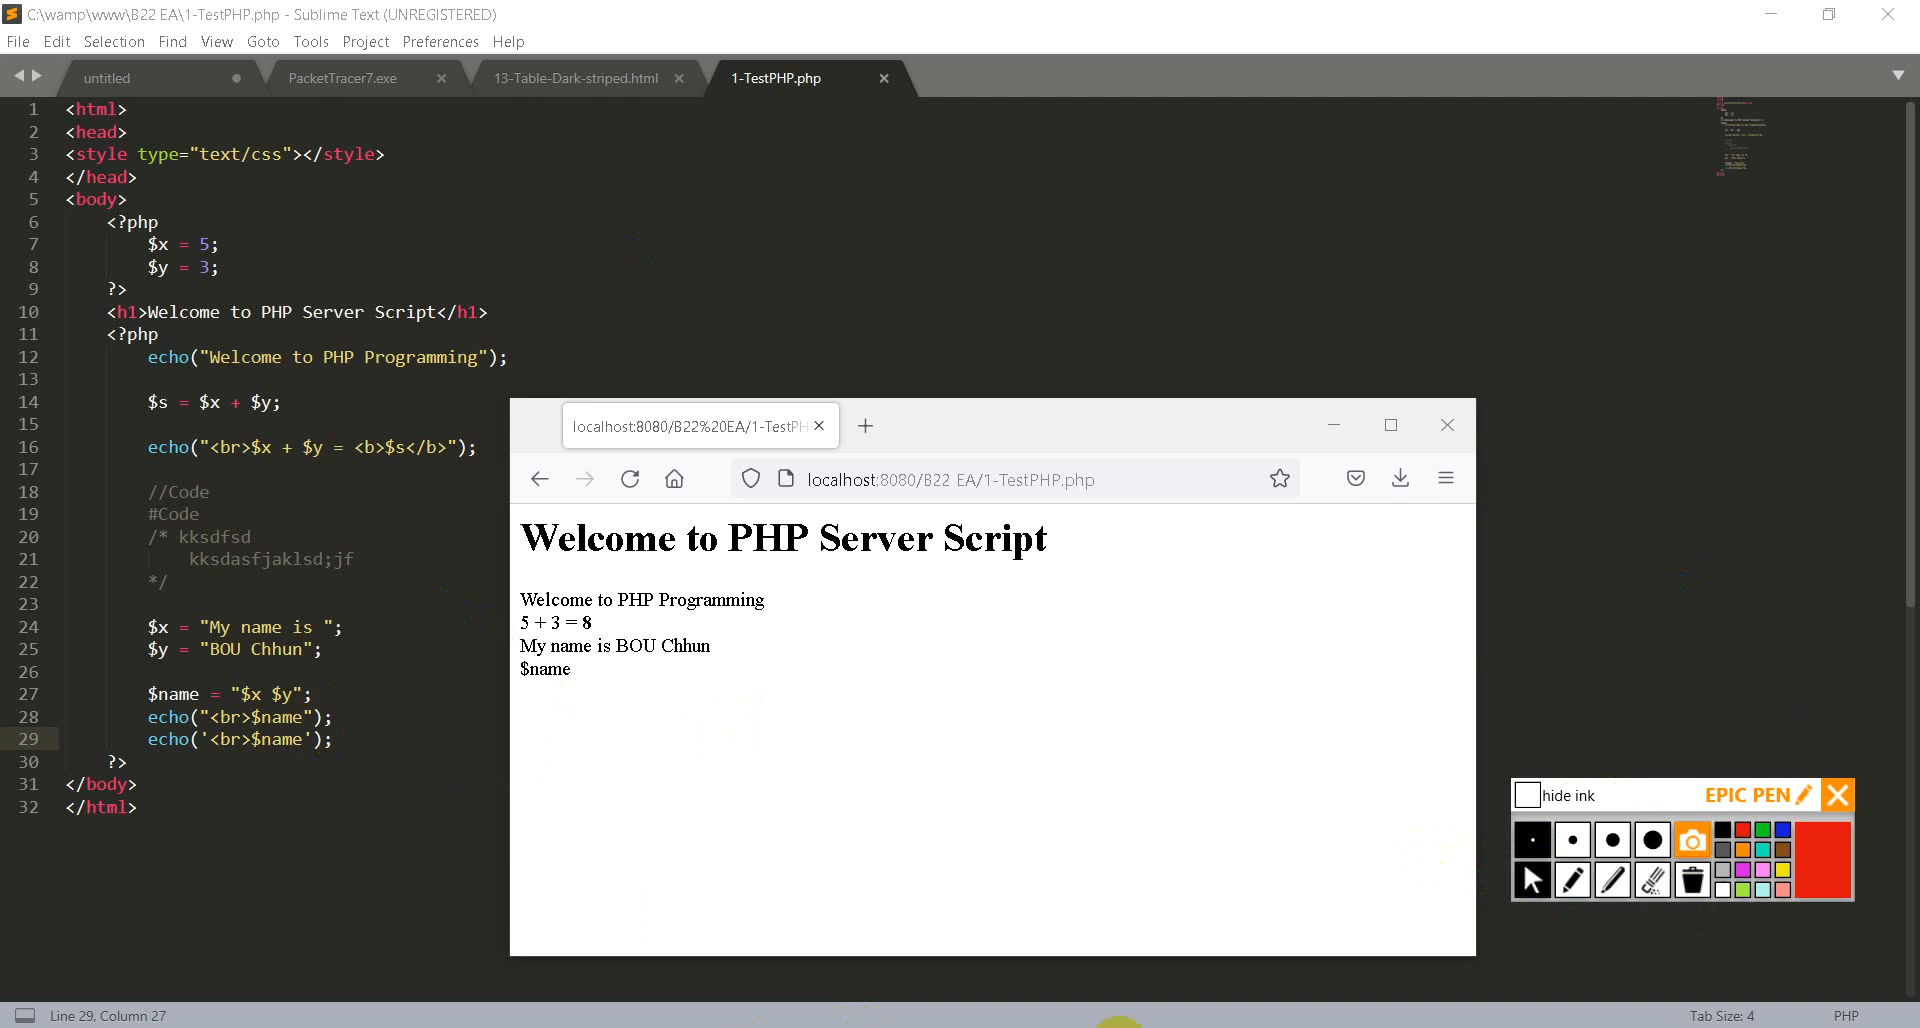 C:\wamp\www\B22 EA\1-TestPHP.php - Sublime Text (UNREGISTERED)
File Edit Selection Find View Goto Tools Project Preferences Help
untitled PacketTracer7.exe 13-Table-Dark-striped.html 1-TestPHP.php
1 <html>
2 <head>
3 <style type="text/css"></style>
4 </head>
5 <body>
6 <?php
7 $x = 5;
8 $y = 3;
9 ?>
10 <h1>Welcome to PHP Server Script</h1>
11 <?php
12 echo("Welcome to PHP Programming");
13
14 $s = $x + $y;
15
16 echo("<br>$x + $y = <b>$s</b>");
17
18 //Code
19 #Code
20 /* kksdfsd
21 kksdasfjaklsd;jf
22 */
23
24 $x = "My name is ";
25 $y = "BOU Chhun";
26
27 $name = "$x $y";
28 echo("<br>$name");
29 echo('<br>$name');
30 ?>
31 </body>
32 </html>
localhost:8080/B22%20EA/1-TestPH
localhost:8080/B22 EA/1-TestPHP.php
Welcome to PHP Server Script
Welcome to PHP Programming
5 + 3 = 8
My name is BOU Chhun
$name
hide ink EPIC PEN
Line 29, Column 27 Tab Size: 4 PHP